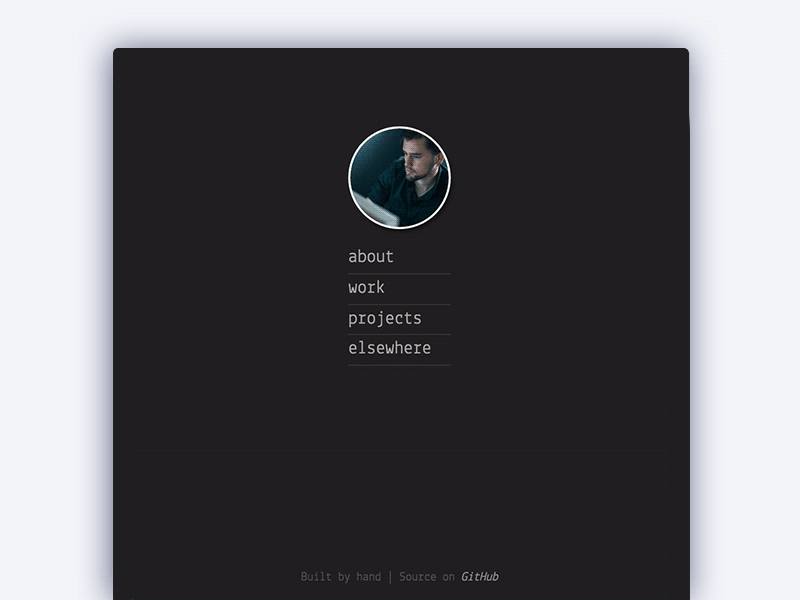 about
work
projects
elsewhere
Built by hand | Source on GitHub